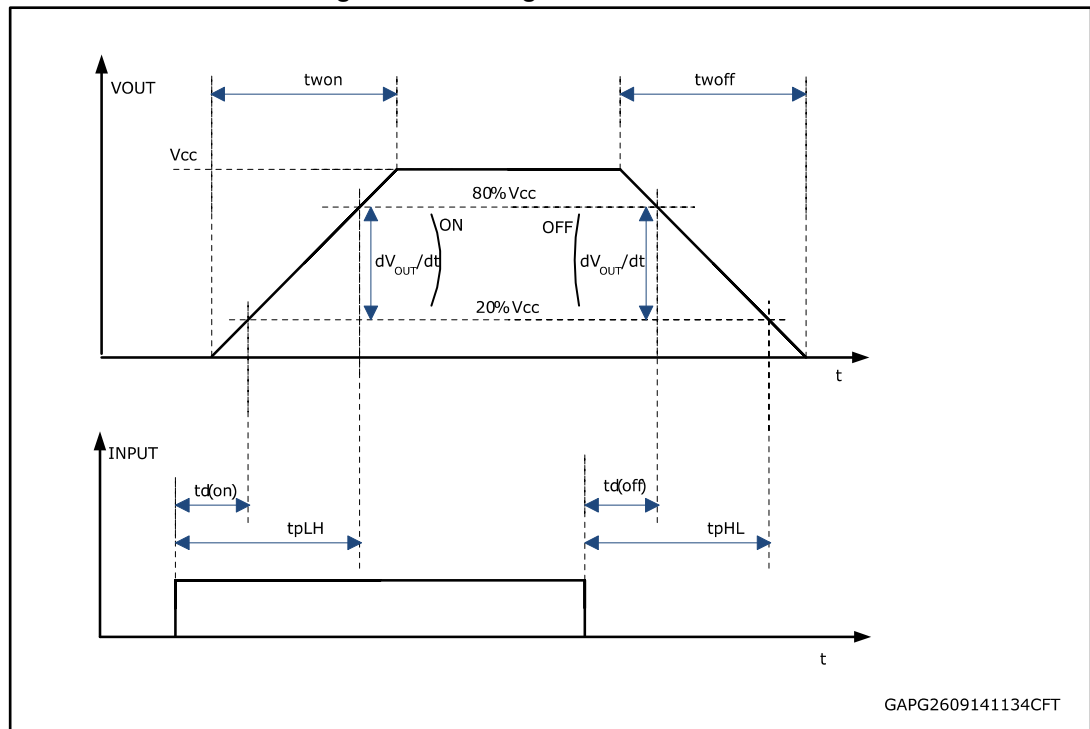 VOUT
twon
twoff
Vcc
80% Vcc
ON
OFF
dVOUT/dt
dVOUT/dt
20% Vcc
t
INPUT
td(on)
td(off)
tpLH
tpHL
t
GAPG2609141134CFT